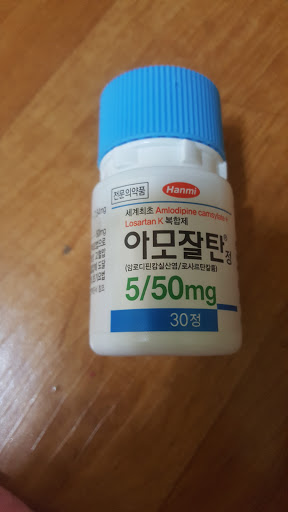 전문의약품
Hanmi
세계최초 Amlodipine camsylate +
Losartan K 복합제
아모잘탄® 정
(암로디핀캄실산염/로사르탄칼륨)
5/50mg
30정